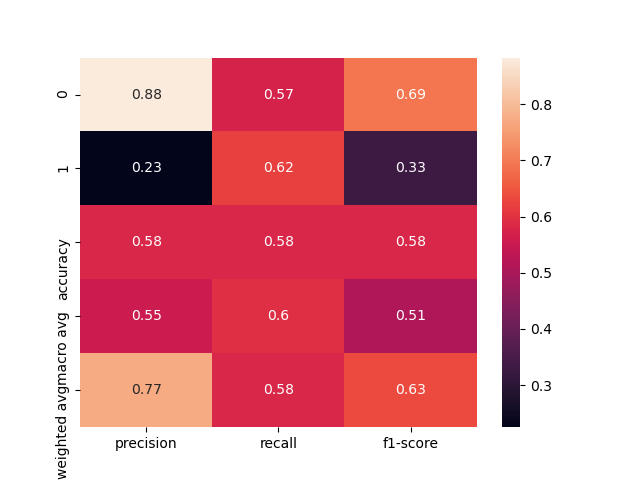 0 0.88 0.57 0.69
1 0.23 0.62 0.33
accuracy 0.58 0.58 0.58
macro avg 0.55 0.6 0.51
weighted avg 0.77 0.58 0.63
precision recall f1-score
0.8
0.7
0.6
0.5
0.4
0.3